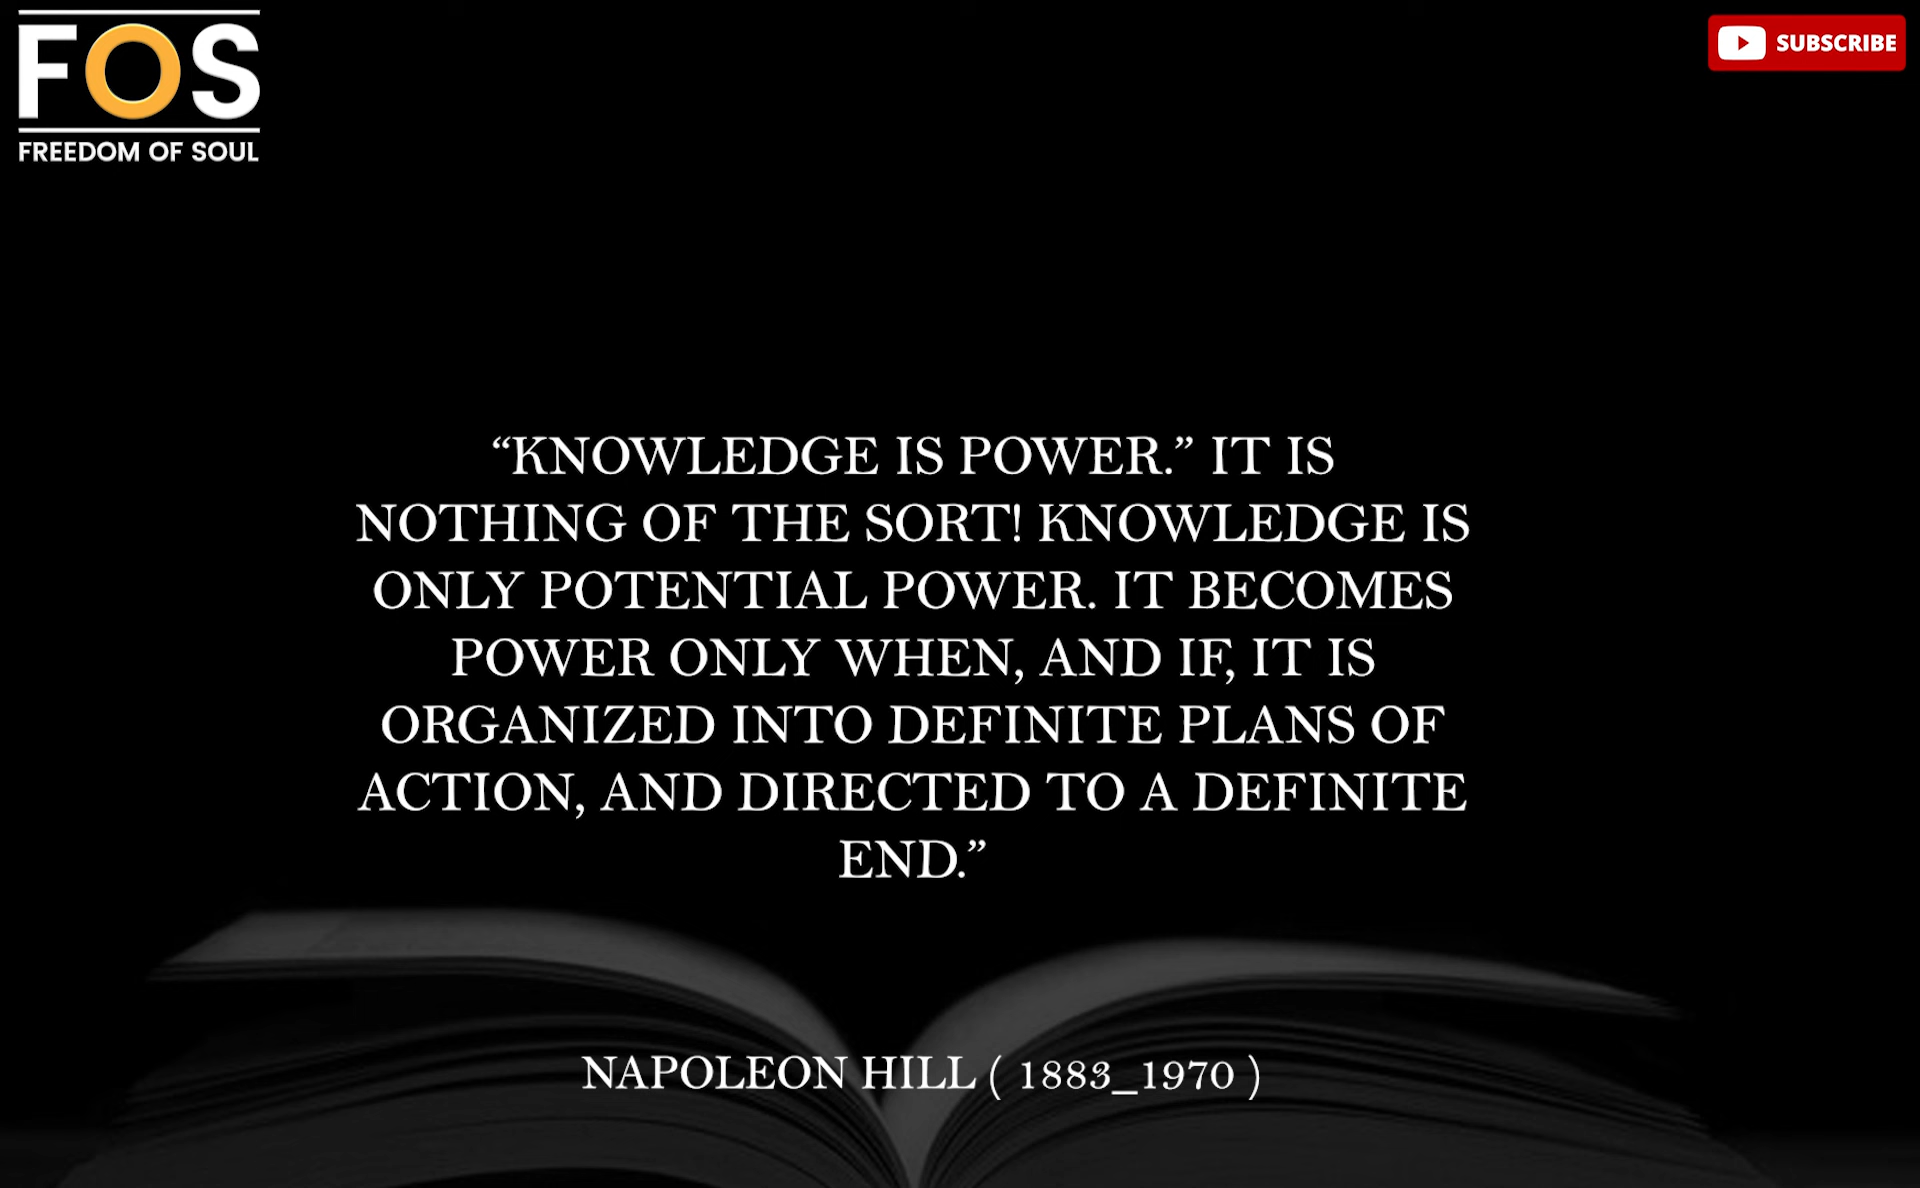 FOS
FREEDOM OF SOUL
SUBSCRIBE
“KNOWLEDGE IS POWER.” IT IS
NOTHING OF THE SORT! KNOWLEDGE IS
ONLY POTENTIAL POWER. IT BECOMES
POWER ONLY WHEN, AND IF, IT IS
ORGANIZED INTO DEFINITE PLANS OF
ACTION, AND DIRECTED TO A DEFINITE
END.”
NAPOLEON HILL ( 1883_1970 )